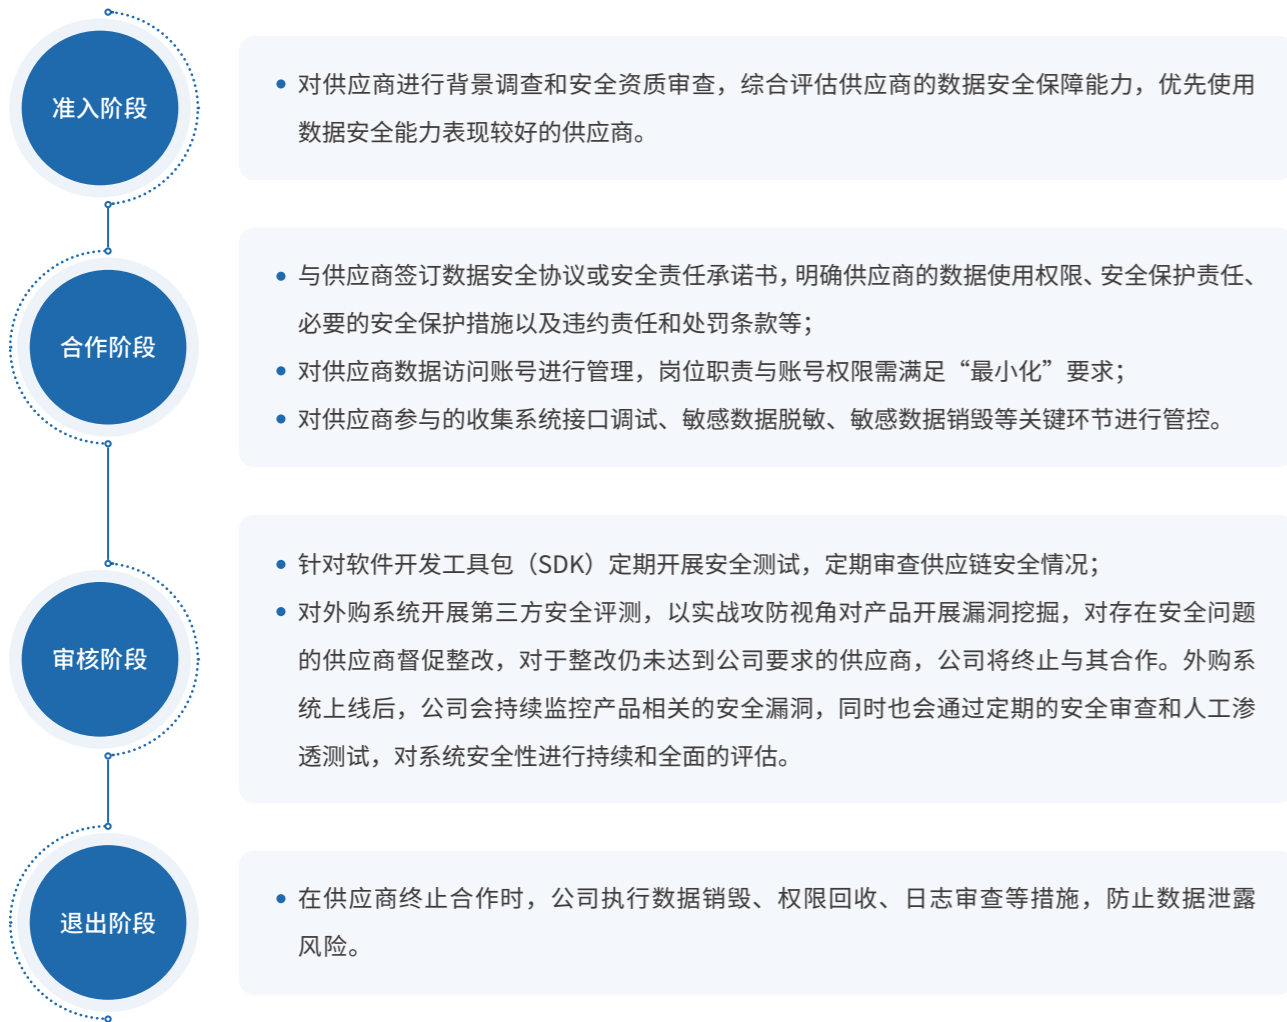 准入阶段
对供应商进行背景调查和安全资质审查，综合评估供应商的数据安全保障能力，优先使用
数据安全能力表现较好的供应商。
合作阶段
与供应商签订数据安全协议或安全责任承诺书，明确供应商的数据使用权限、安全保护责任、
必要的安全保护措施以及违约责任和处罚条款等；
对供应商数据访问账号进行管理，岗位职责与账号权限需满足“最小化”要求；
对供应商参与的收集系统接口调试、敏感数据脱敏、敏感数据销毁等关键环节进行管控。
审核阶段
针对软件开发工具包（SDK）定期开展安全测试，定期审查供应链安全情况；
对外购系统开展第三方安全评测，以实战攻防视角对产品开展漏洞挖掘，对存在安全问题
的供应商督促整改，对于整改仍未达到公司要求的供应商，公司将终止与其合作。外购系
统上线后，公司会持续监控产品相关的安全漏洞，同时也会通过定期的安全审查和人工渗
透测试，对系统安全性进行持续和全面的评估。
退出阶段
在供应商终止合作时，公司执行数据销毁、权限回收、日志审查等措施，防止数据泄露
风险。